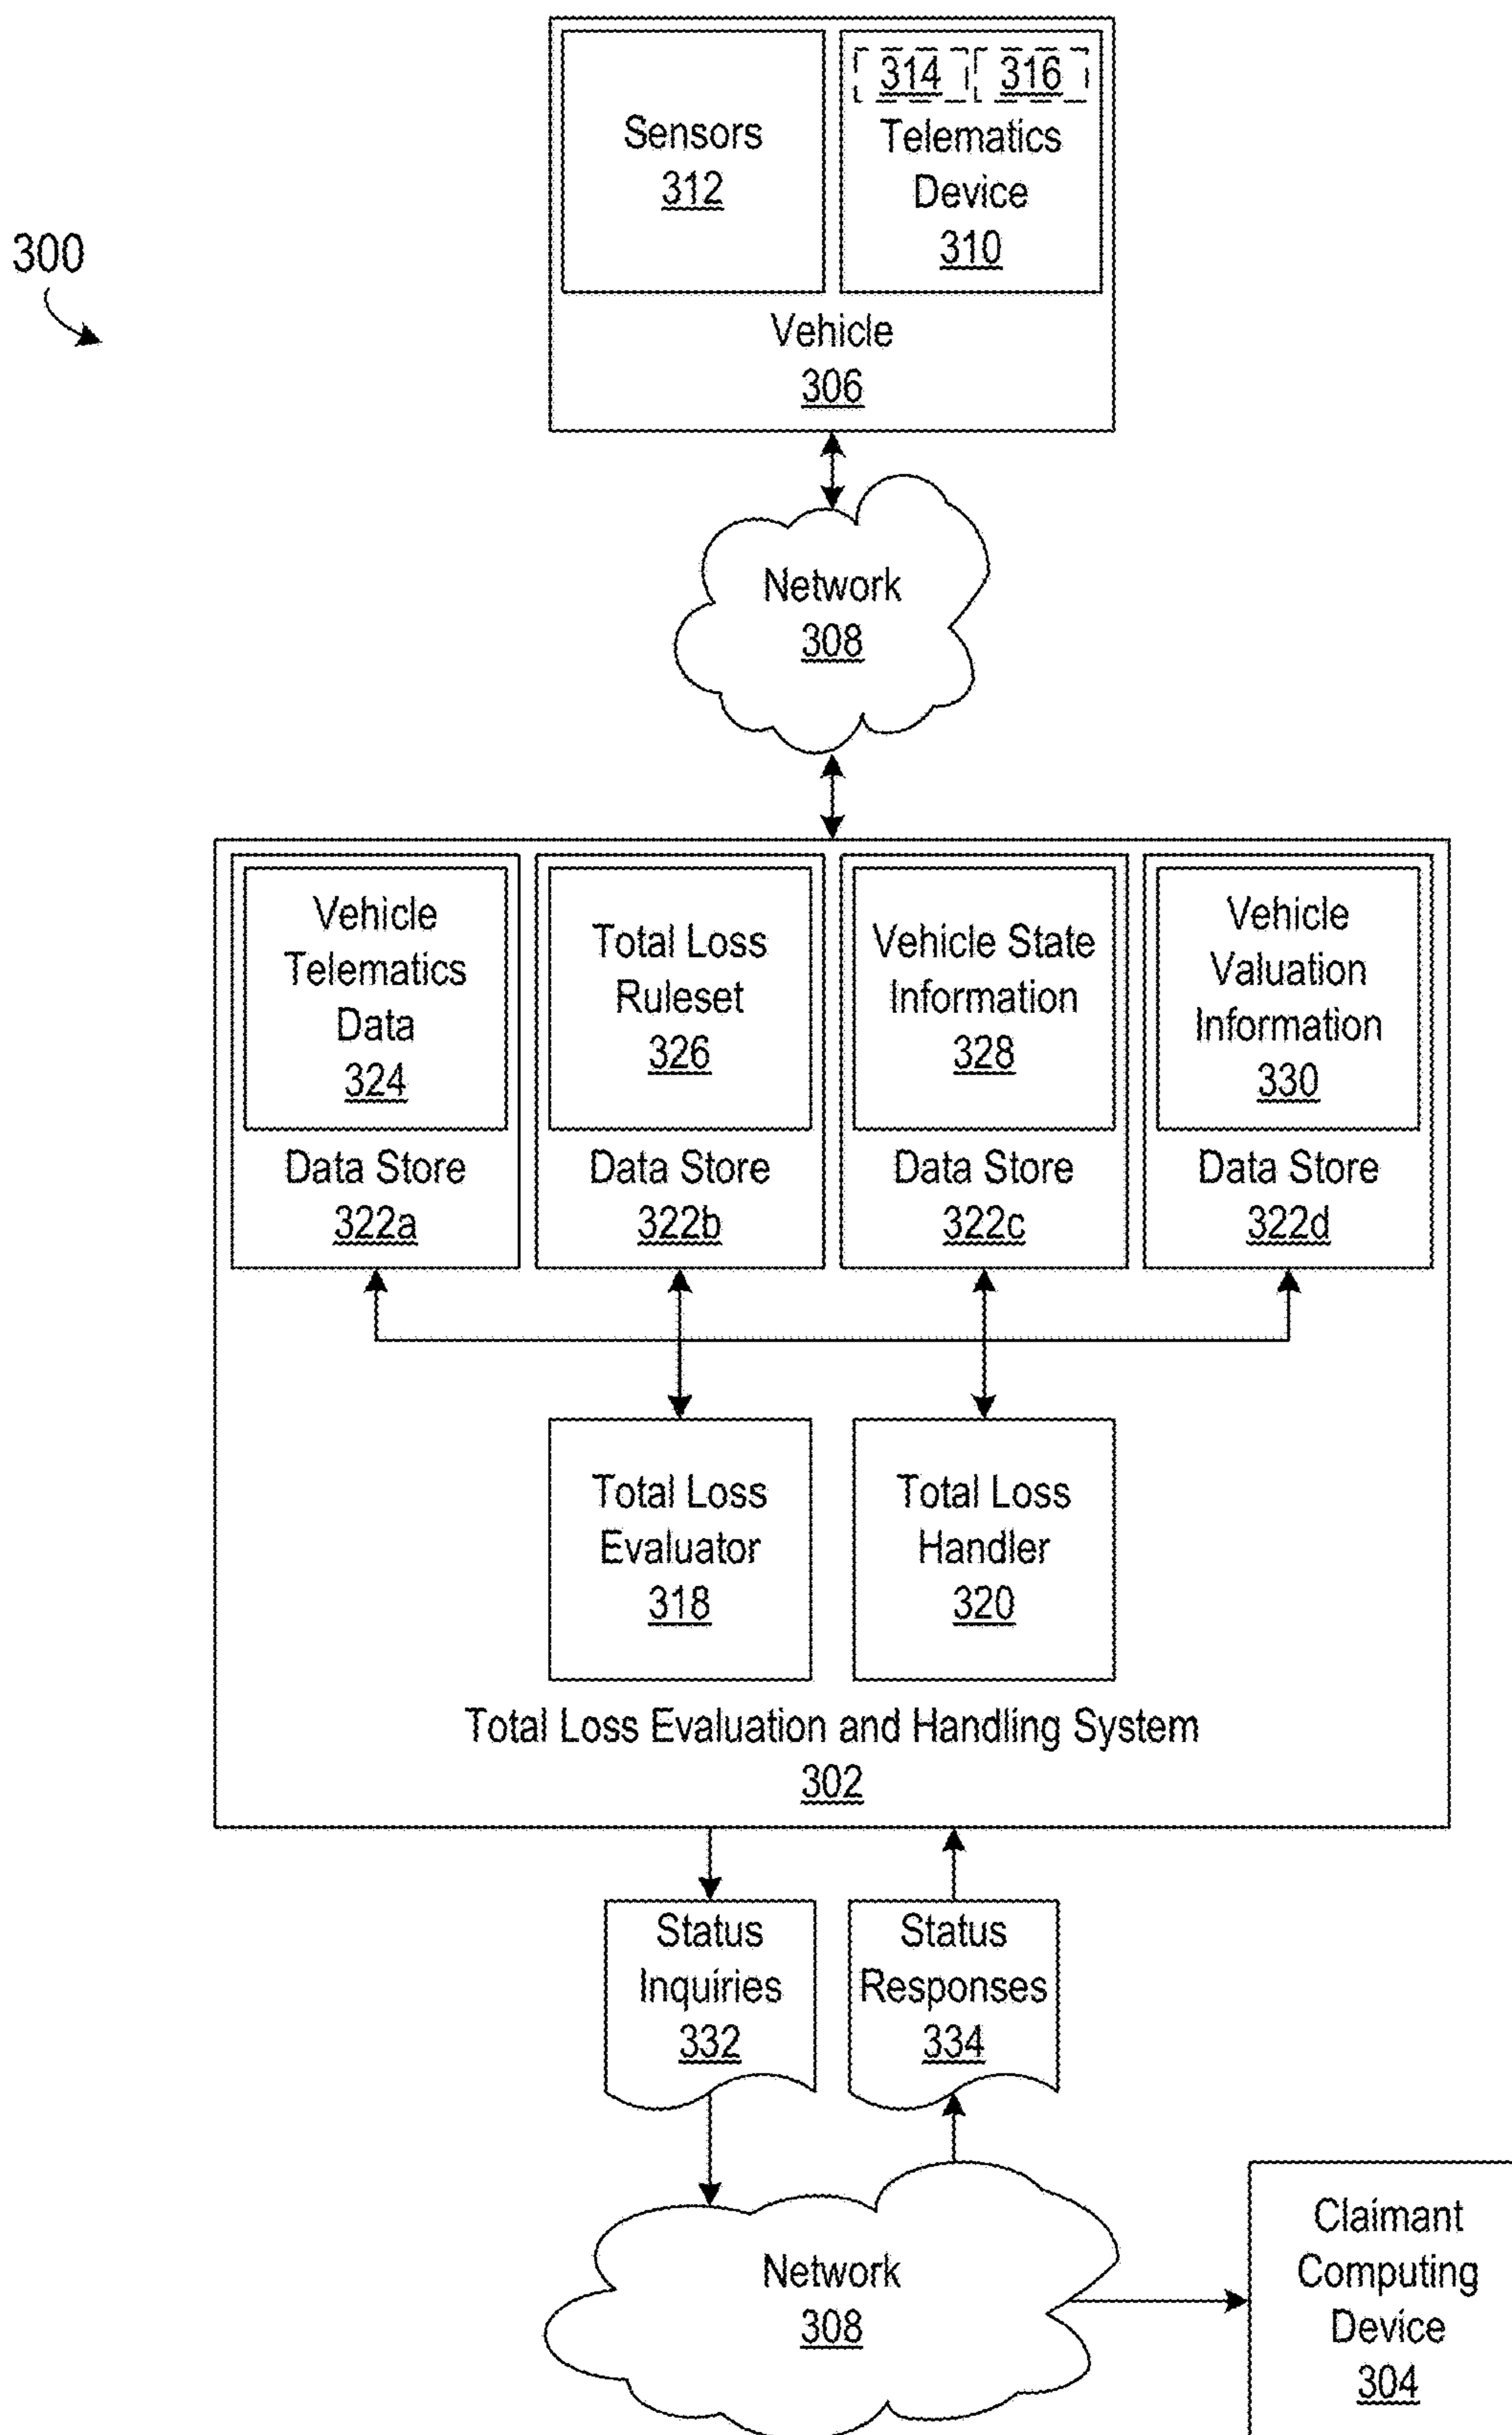 314 316
Sensors
312
Telematics
Device
310
300
Vehicle
306
Network
308
Vehicle
Telematics
Data
324
Data Store
322a
Total Loss
Ruleset
326
Data Store
322b
Vehicle State
Information
328
Data Store
322c
Vehicle
Valuation
Information
330
Data Store
322d
Total Loss
Evaluator
318
Total Loss
Handler
320
Total Loss Evaluation and Handling System
302
Status
Inquiries
332
Status
Responses
334
Network
308
Claimant
Computing
Device
304